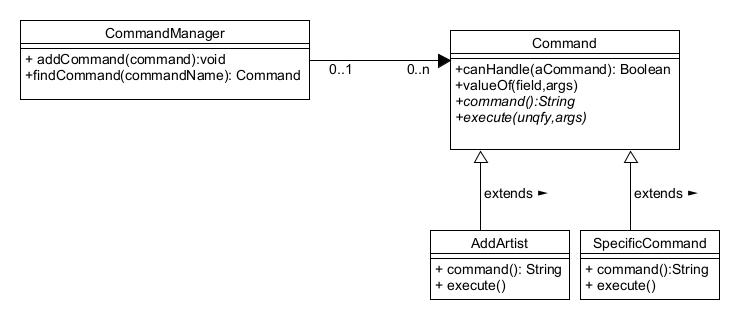 CommandManager
+ addCommand(command):void
+findCommand(commandName): Command
0..1
0..n
Command
+canHandle(aCommand): Boolean
+valueOf(field,args)
+command():String
+execute(unqfy,args)
extends ►
extends ►
AddArtist
+ command(): String
+ execute()
SpecificCommand
+ command():String
+ execute()